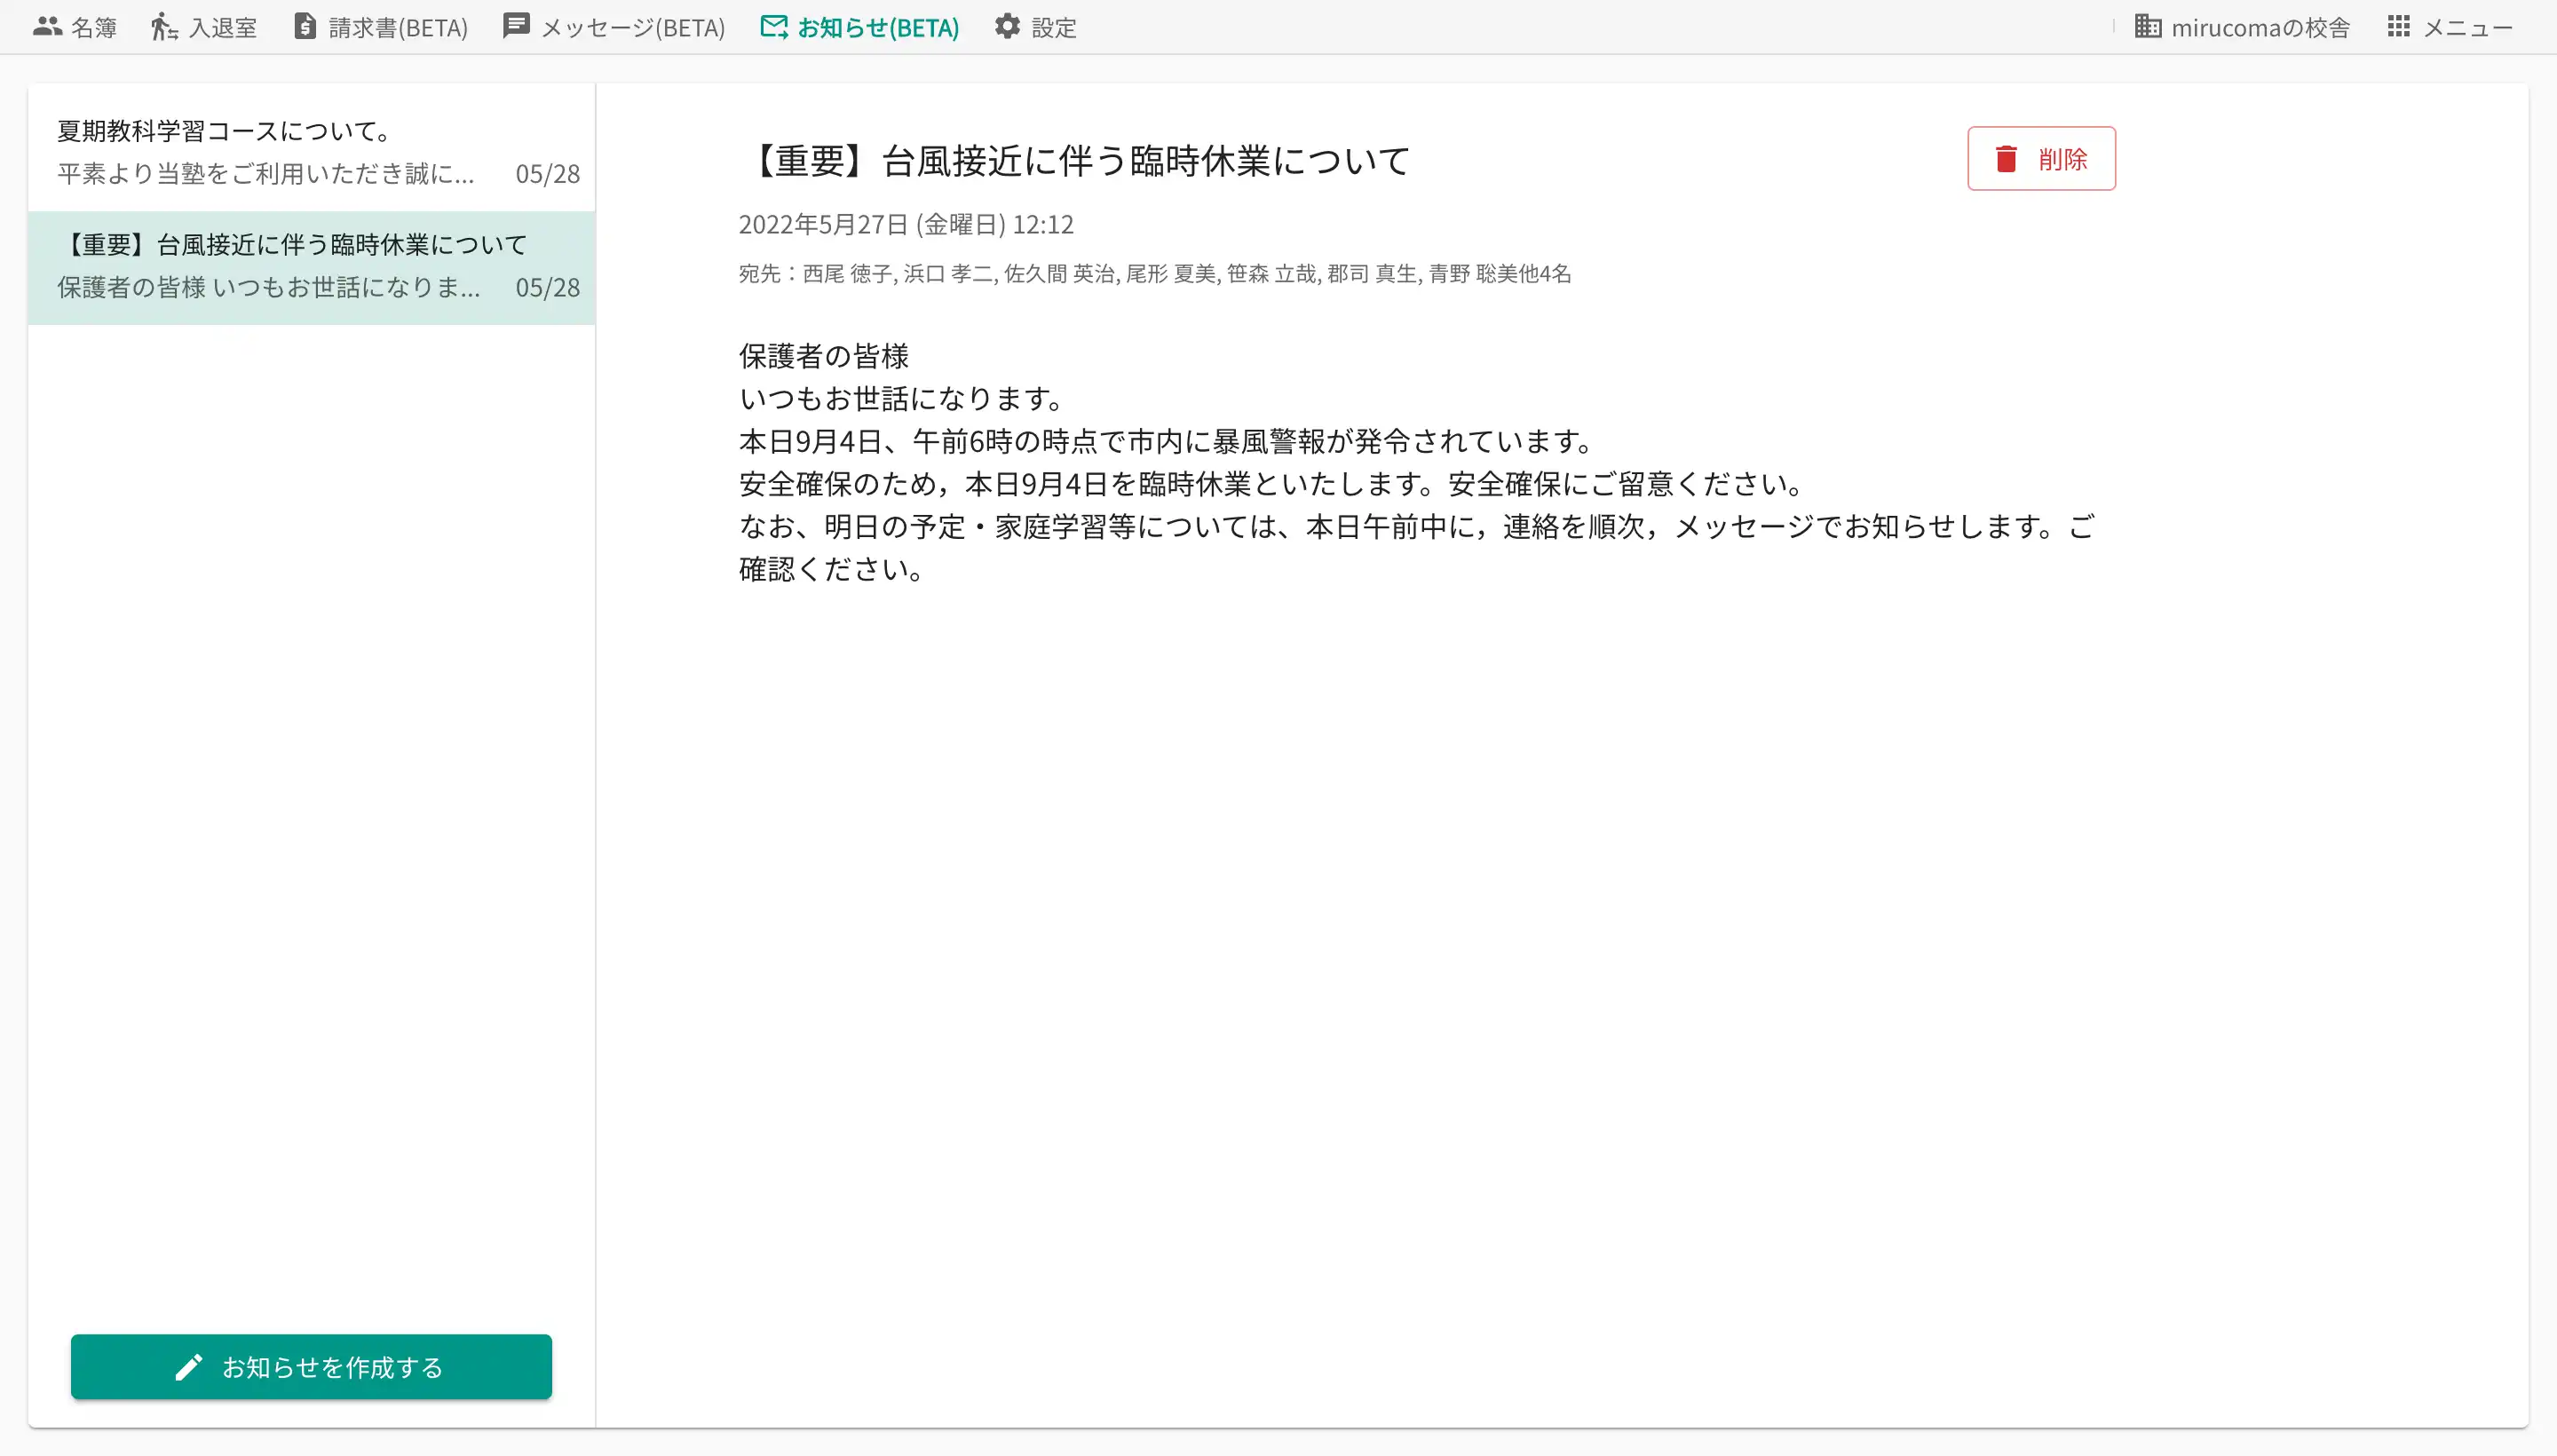 名簿 入退室 請求書(BETA) メッセージ(BETA) お知らせ(BETA) 設定 mirucomaの校舎 メニュー
夏期教科学習コースについて。
平素より当塾をご利用いただき誠に... 05/28
【重要】台風接近に伴う臨時休業について
保護者の皆様 いつもお世話になりま... 05/28
お知らせを作成する
【重要】台風接近に伴う臨時休業について
削除
2022年5月27日 (金曜日) 12:12
宛先：西尾 徳子, 浜口 孝二, 佐久間 英治, 尾形 夏美, 笹森 立哉, 郡司 真生, 青野 聡美他4名
保護者の皆様
いつもお世話になります。
本日9月4日、午前6時の時点で市内に暴風警報が発令されています。
安全確保のため，本日9月4日を臨時休業といたします。安全確保にご留意ください。
なお、明日の予定・家庭学習等については、本日午前中に，連絡を順次，メッセージでお知らせします。ご
確認ください。